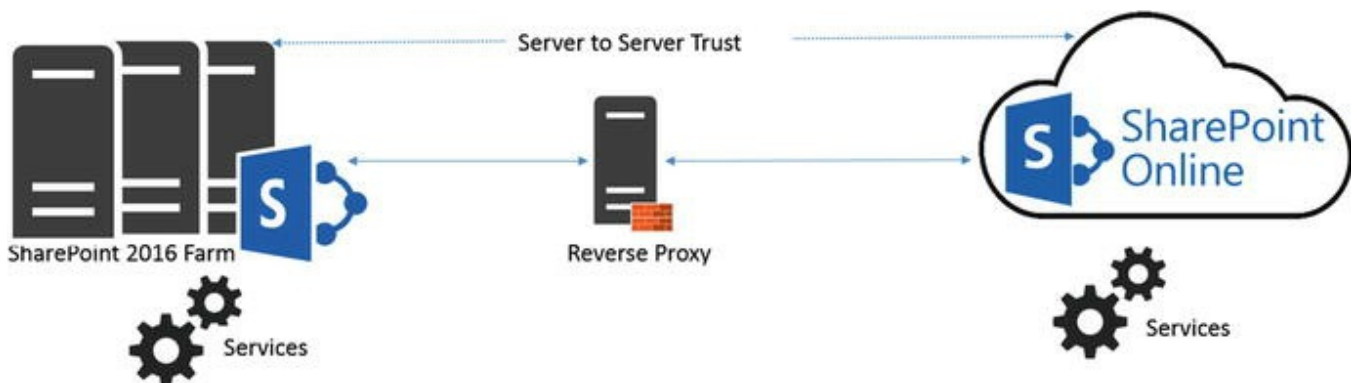 Server to Server Trust
S
S
SharePoint
Online
SharePoint 2016 Farm
Reverse Proxy
Services
Services